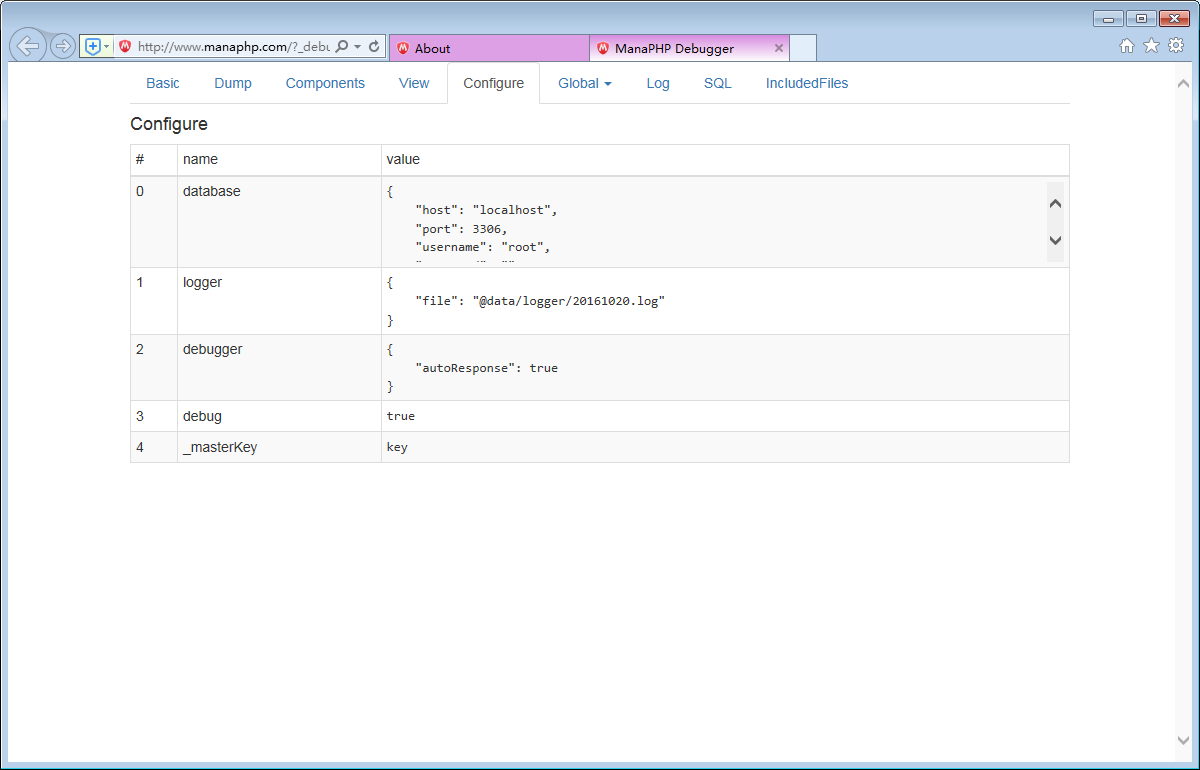 http://www.manaphp.com/?_debu
About
ManaPHP Debugger
Basic Dump Components View Configure Global Log SQL IncludedFiles
Configure
# name value
0 database {
"host": "localhost",
"port": 3306,
"username": "root",
1 logger {
"file": "@data/logger/20161020.log"
}
2 debugger {
"autoResponse": true
}
3 debug true
4 _masterKey key